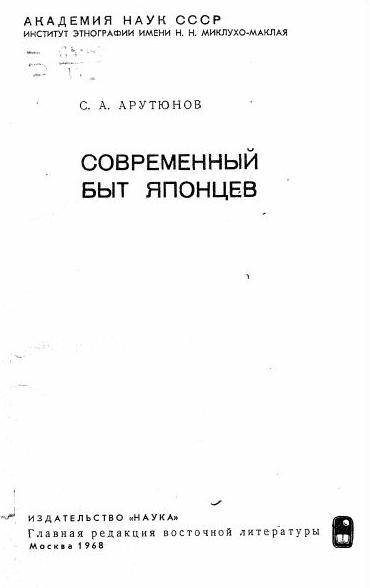 АКАДЕМИЯ НАУК СССР
ИНСТИТУТ ЭТНОГРАФИИ ИМЕНИ Н. Н. МИКЛУХО-МАКЛАЯ
С. А. АРУТЮНОВ
СОВРЕМЕННЫЙ
БЫТ ЯПОНЦЕВ
ИЗДАТЕЛЬСТВО «НАУКА»
Главная редакция восточной литературы
Москва 1968